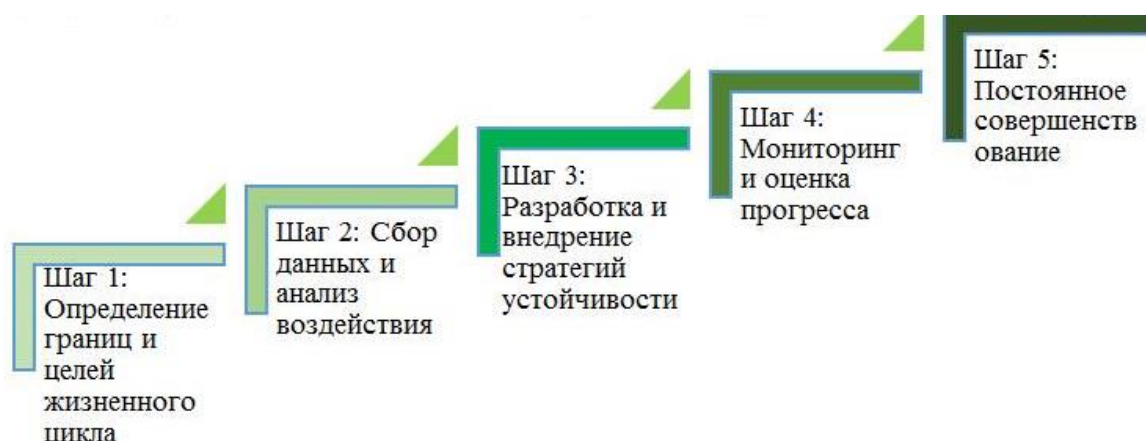 Шаг 1:
Определение
границ и
целей
жизненного
цикла
Шаг 2: Сбор
данных и
анализ
воздействия
Шаг 3:
Разработка и
внедрение
стратегий
устойчивости
Шаг 4:
Мониторинг
и оценка
прогресса
Шаг 5:
Постоянное
совершенств
ование